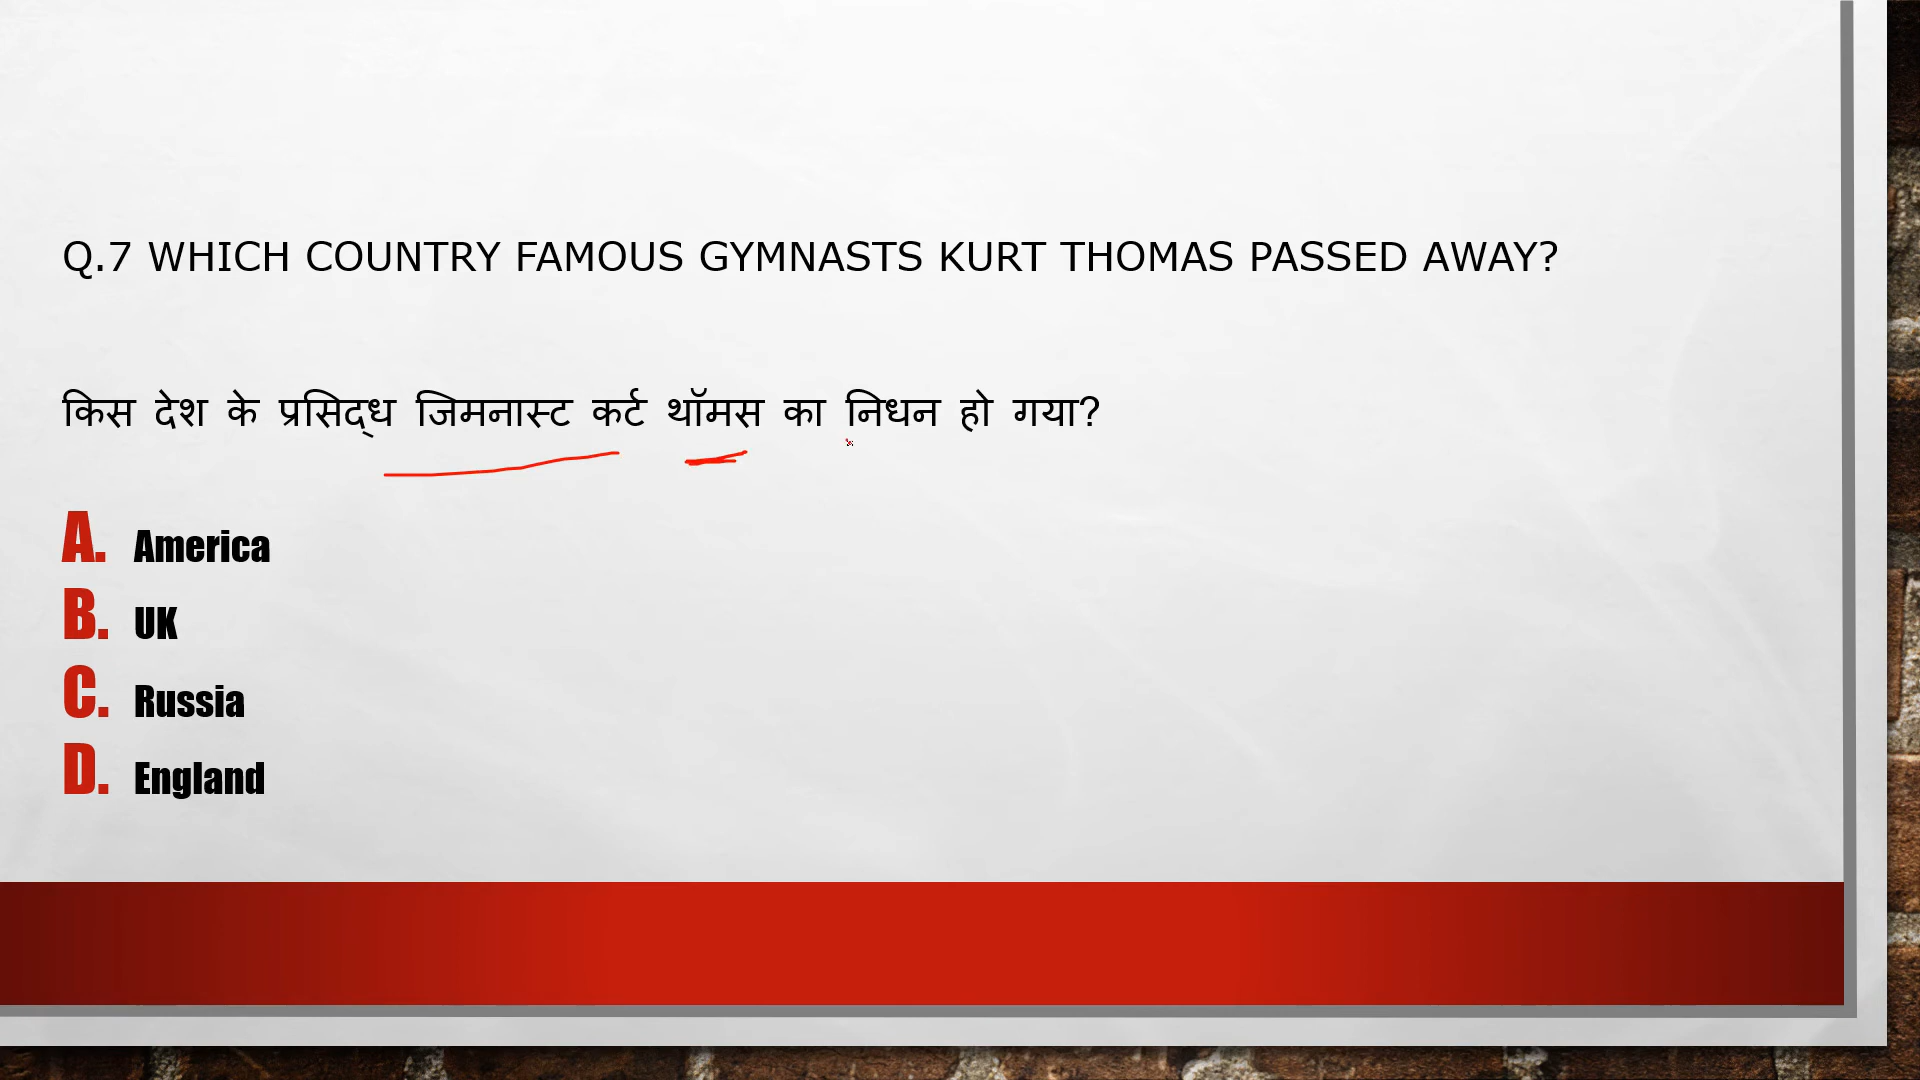 Q.7 WHICH COUNTRY FAMOUS GYMNASTS KURT THOMAS PASSED AWAY?
किस देश के प्रसिद्ध जिमनास्ट कर्ट थॉमस का निधन हो गया?
A. America
B. UK
C. Russia
D. England